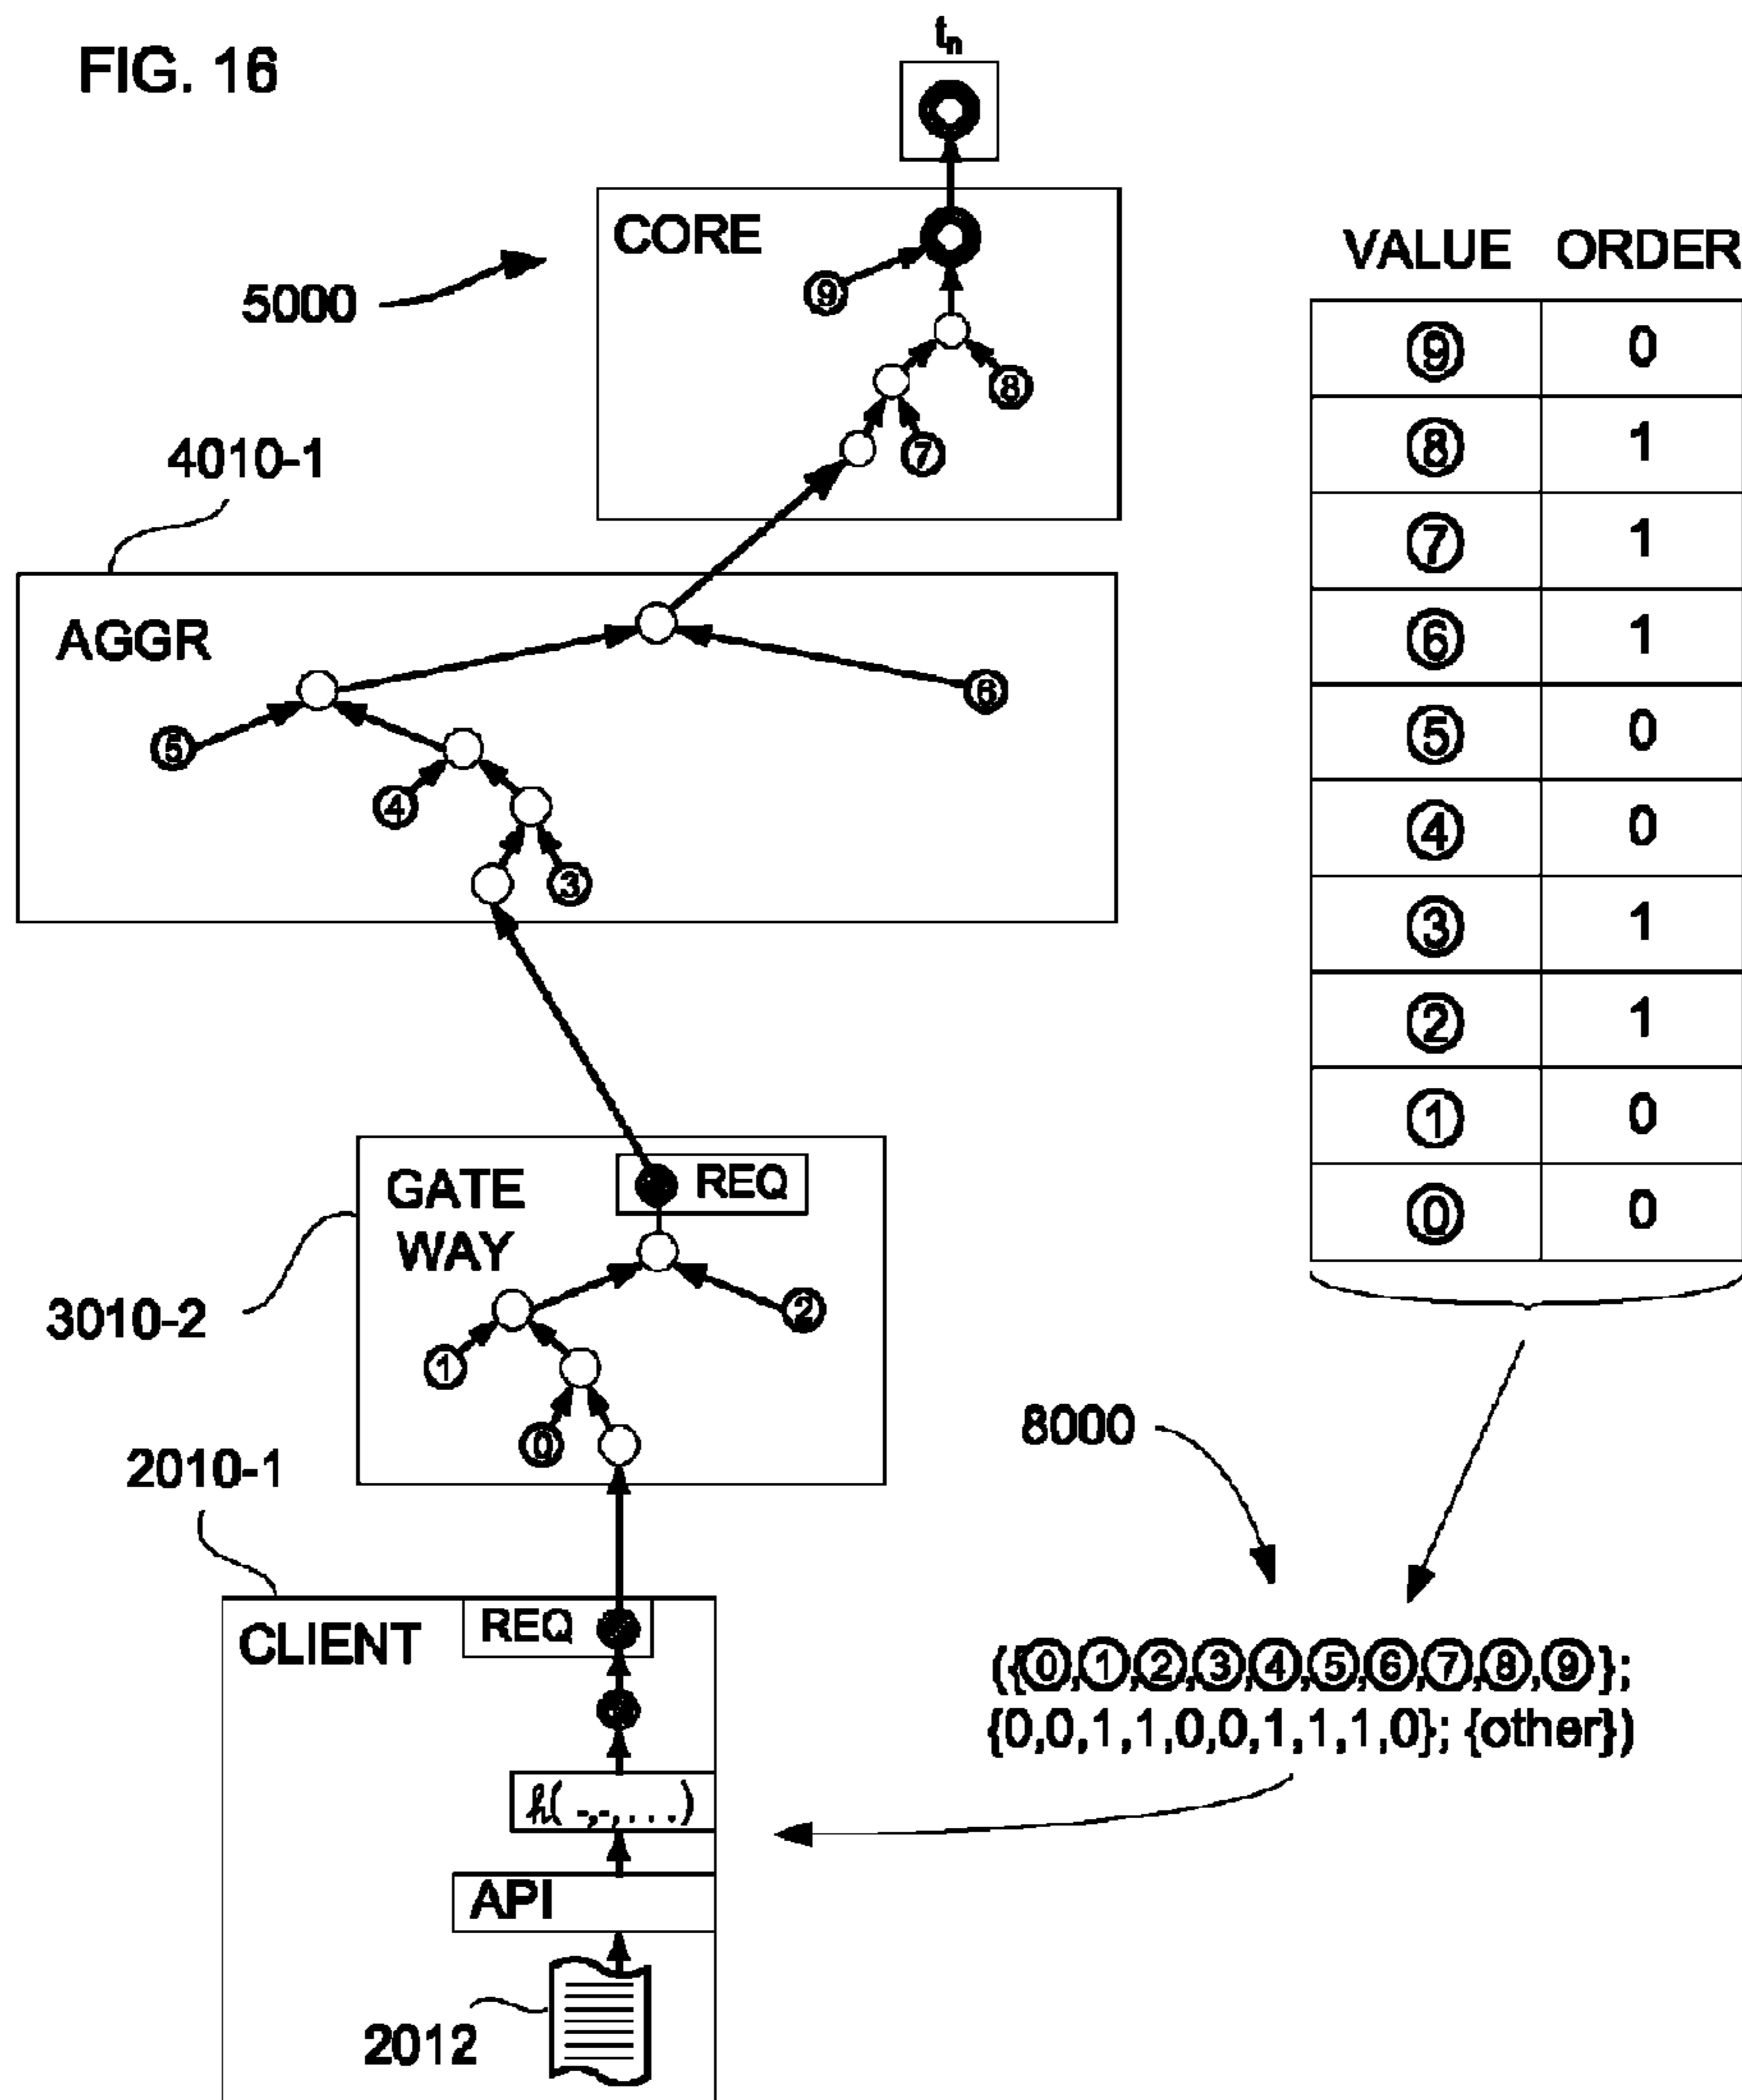 FIG. 16
tn
CORE
5000
⑨
⑧
⑦
4010-1
AGGR
⑥
⑤
④
③
GATE
WAY
REQ
3010-2
②
①
⓪
2010-1
CLIENT
REQ
h( -,-,...)
API
2012
VALUE ORDER
⑨ 0
⑧ 1
⑦ 1
⑥ 1
⑤ 0
④ 0
③ 1
② 1
① 0
⓪ 0
8000
({⓪,①,②,③,④,⑤,⑥,⑦,⑧,⑨};
{0,0,1,1,0,0,1,1,1,0}; {other})